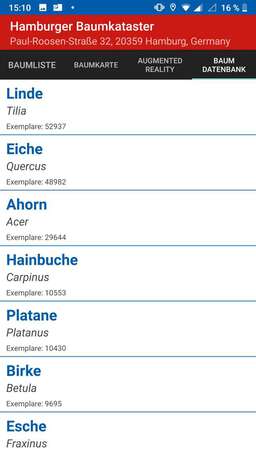 15:10
16 %
Hamburger Baumkataster
Paul-Roosen-Straße 32, 20359 Hamburg, Germany
BAUMLISTE
BAUMKARTE
AUGMENTED
REALITY
BAUM
DATENBANK
Linde
Tilia
Exemplare: 52937
Eiche
Quercus
Exemplare: 48982
Ahorn
Acer
Exemplare: 29644
Hainbuche
Carpinus
Exemplare: 10553
Platane
Platanus
Exemplare: 10430
Birke
Betula
Exemplare: 9695
Esche
Fraxinus